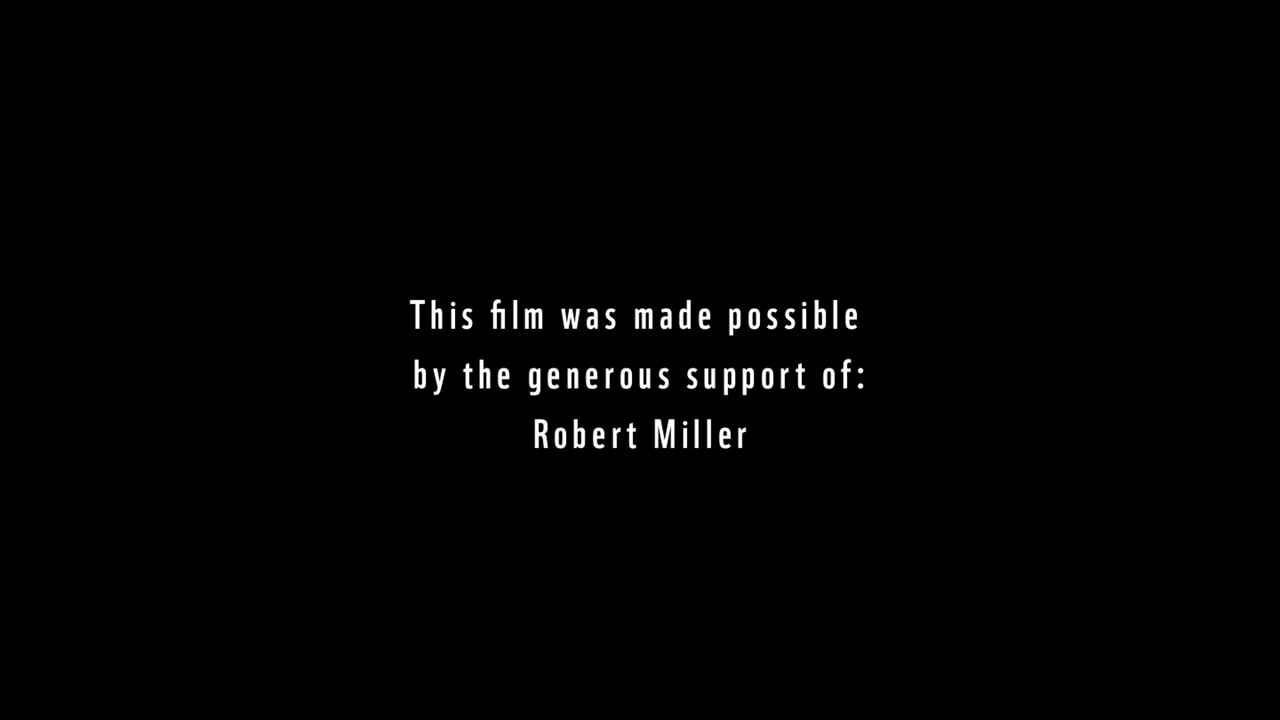 This film was made possible
by the generous support of:
Robert Miller